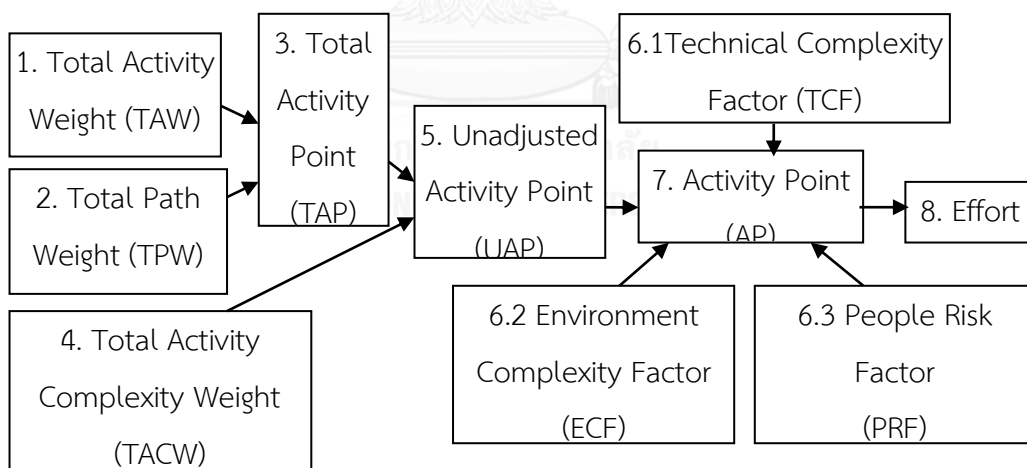 1. Total Activity
Weight (TAW)
2. Total Path
Weight (TPW)
3. Total
Activity
Point
(TAP)
4. Total Activity
Complexity Weight
(TACW)
5. Unadjusted
Activity Point
(UAP)
6.1Technical Complexity
Factor (TCF)
6.2 Environment
Complexity Factor
(ECF)
6.3 People Risk
Factor
(PRF)
7. Activity Point
(AP)
8. Effort